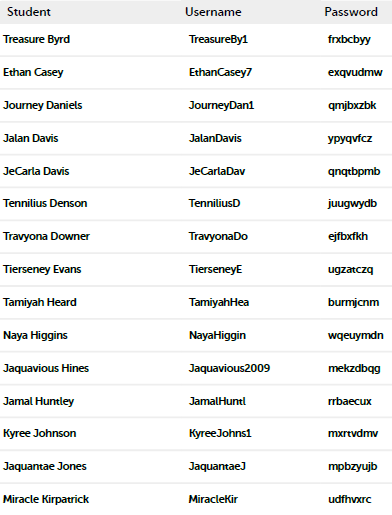 Student Username Password
Treasure Byrd TreasureBy1 frxbcbyy
Ethan Casey EthanCasey7 exqvudmw
Journey Daniels JourneyDan1 qmjbxzbk
Jalan Davis JalanDavis ypyqvfcz
JeCarla Davis JeCarlaDav qnqtbpmb
Tennilius Denson TenniliusD juugwydb
Travyona Downer TravyonaDo ejfbxfkh
Tierseney Evans TierseneyE ugzatczq
Tamiyah Heard TamiyahHea burmjcnm
Naya Higgins NayaHiggin wqeuymdn
Jaquavious Hines Jaquavious2009 mekzdbqg
Jamal Huntley JamalHuntl rrbaecux
Kyree Johnson KyreeJohns1 mxrtvdmv
Jaquantae Jones JaquantaeJ mpbzyujb
Miracle Kirpatrick MiracleKir udfhvxrc